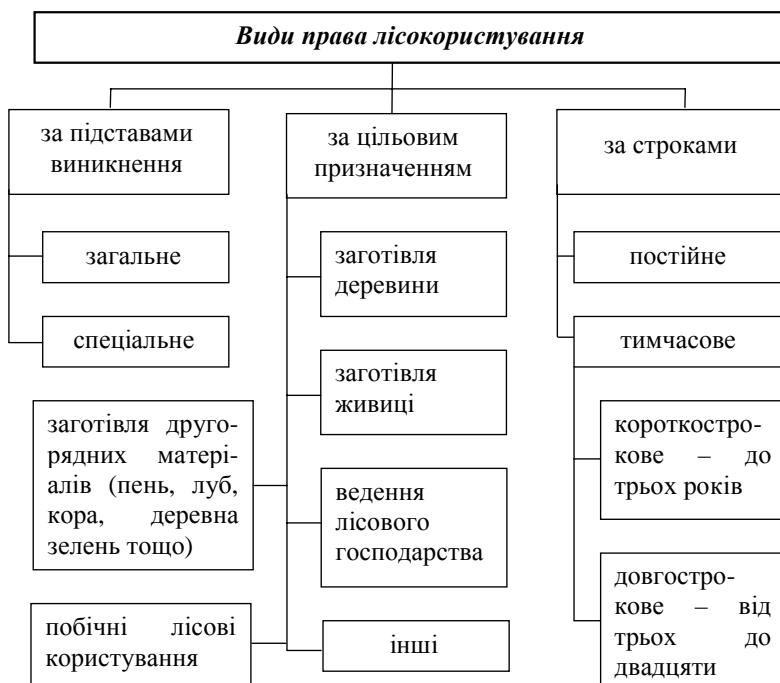 Види права лісокористування
за підставами
виникнення
загальне
спеціальне
за цільовим
призначенням
заготівля
деревини
заготівля
живиці
заготівля друго-
рядних матері-
алів (пень, луб,
кора, деревна
зелень тощо)
ведення
лісового
господарства
побічні лісові
користування
інші
за строками
постійне
тимчасове
короткостро-
кове – до
трьох років
довгостро-
кове – від
трьох до
двадцяти